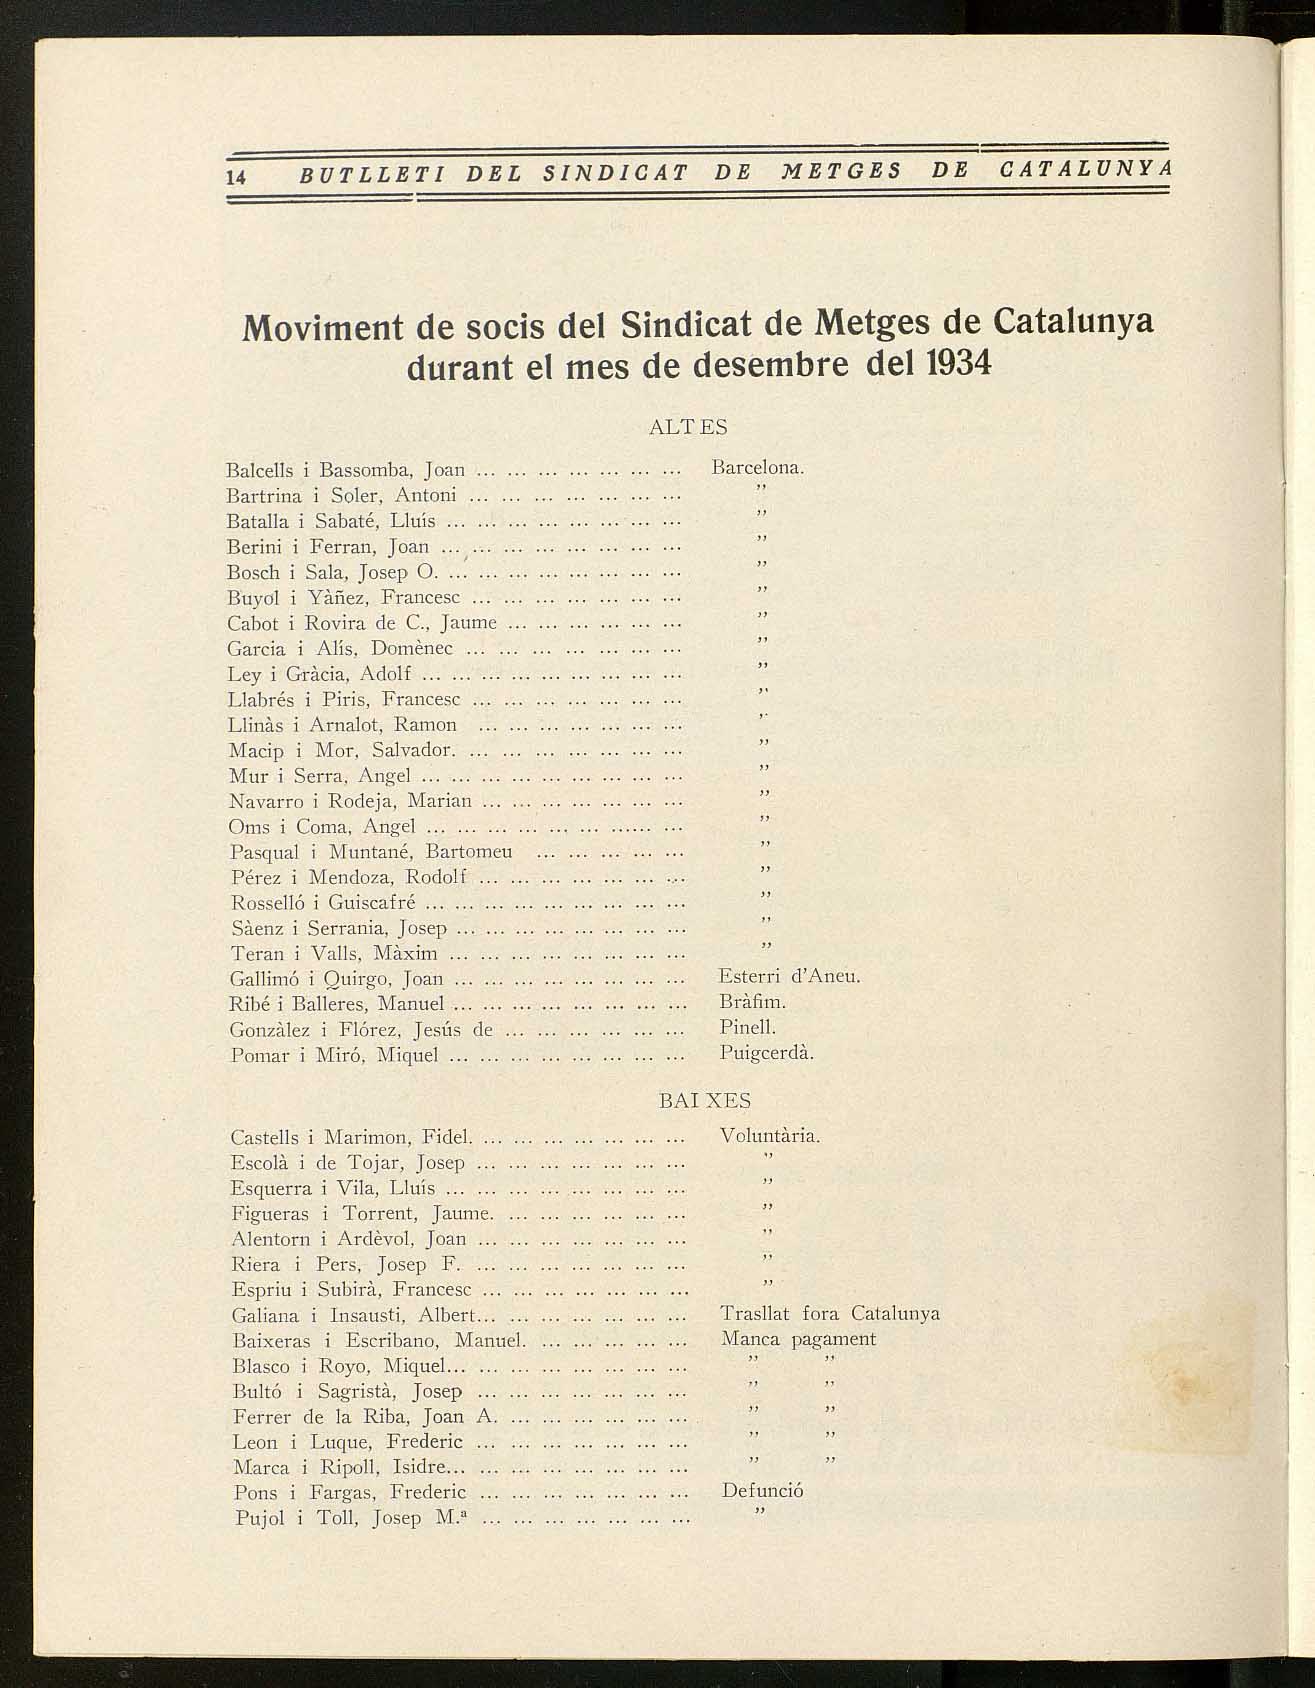 14 BUTLLETI DEL SINDICAT DE METGES DE CATALUNYA
Moviment de socis del Sindicat de Metges de Catalunya
durant el mes de desembre del 1934
ALTES
Balcells i Bassomba, Joan ... ... ... ... ... ... ... Barcelona.
Bartrina i Soler, Antoni ... ... ... ... ... ... ... ”
Batalla i Sabaté, Lluís ... ... ... ... ... ... ... ... ”
Berini i Ferran, Joan ... ... ... ... ... ... ... ... ”
Bosch i Sala, Josep O. ... ... ... ... ... ... ... ... ”
Buyol i Yàñez, Francesc ... ... ... ... ... ... ... ”
Cabot i Rovira de C., Jaume ... ... ... ... ... ... ”
Garcia i Alís, Domènec ... ... ... ... ... ... ... ”
Ley i Gràcia, Adolf ... ... ... ... ... ... ... ... ... ”
Llabrés i Piris, Francesc ... ... ... ... ... ... ... ”
Llinàs i Arnalot, Ramon ... ... ... ... ... ... ... ”
Macip i Mor, Salvador. ... ... ... ... ... ... ... ”
Mur i Serra, Angel ... ... ... ... ... ... ... ... ... ”
Navarro i Rodeja, Marian ... ... ... ... ... ... ... ”
Oms i Coma, Angel ... ... ... ... ... ... ...... ... ”
Pasqual i Muntané, Bartomeu ... ... ... ... ... ”
Pérez i Mendoza, Rodolf ... ... ... ... ... ... ... ”
Rosselló i Guiscafré ... ... ... ... ... ... ... ... ... ”
Sàenz i Serrania, Josep ... ... ... ... ... ... ... ... ”
Teran i Valls, Màxim ... ... ... ... ... ... ... ... ”
Gallimó i Quirgo, Joan ... ... ... ... ... ... ... ... Esterri d'Aneu.
Ribé i Balleres, Manuel ... ... ... ... ... ... ... ... Bràfim.
Gonzàlez i Flórez, Jesús de ... ... ... ... ... ... Pinell.
Pomar i Miró, Miquel ... ... ... ... ... ... ... ... Puigcerdà.
BAIXES
Castells i Marimon, Fidel. ... ... ... ... ... ... ... Voluntària.
Escolà i de Tojar, Josep ... ... ... ... ... ... ... ”
Esquerra i Vila, Lluís ... ... ... ... ... ... ... ... ”
Figueras i Torrent, Jaume. ... ... ... ... ... ... ”
Alentorn i Ardèvol, Joan ... ... ... ... ... ... ... ”
Riera i Pers, Josep F. ... ... ... ... ... ... ... ”
Espriu i Subirà, Francesc ... ... ... ... ... ... ... ”
Galiana i Insausti, Albert... ... ... ... ... ... ... Trasllat fora Catalunya
Baixeras i Escribano, Manuel. ... ... ... ... ... Manca pagament
Blasco i Royo, Miquel... ... ... ... ... ... ... ... ” ”
Bultó i Sagristà, Josep ... ... ... ... ... ... ... ” ”
Ferrer de la Riba, Joan A. ... ... ... ... ... ... ” ”
Leon i Luque, Frederic ... ... ... ... ... ... ... ” ”
Marca i Ripoll, Isidre... ... ... ... ... ... ... ... ” ”
Pons i Fargas, Frederic ... ... ... ... ... ... ... Defunció
Pujol i Toll, Josep M.ª ... ... ... ... ... ... ... ”